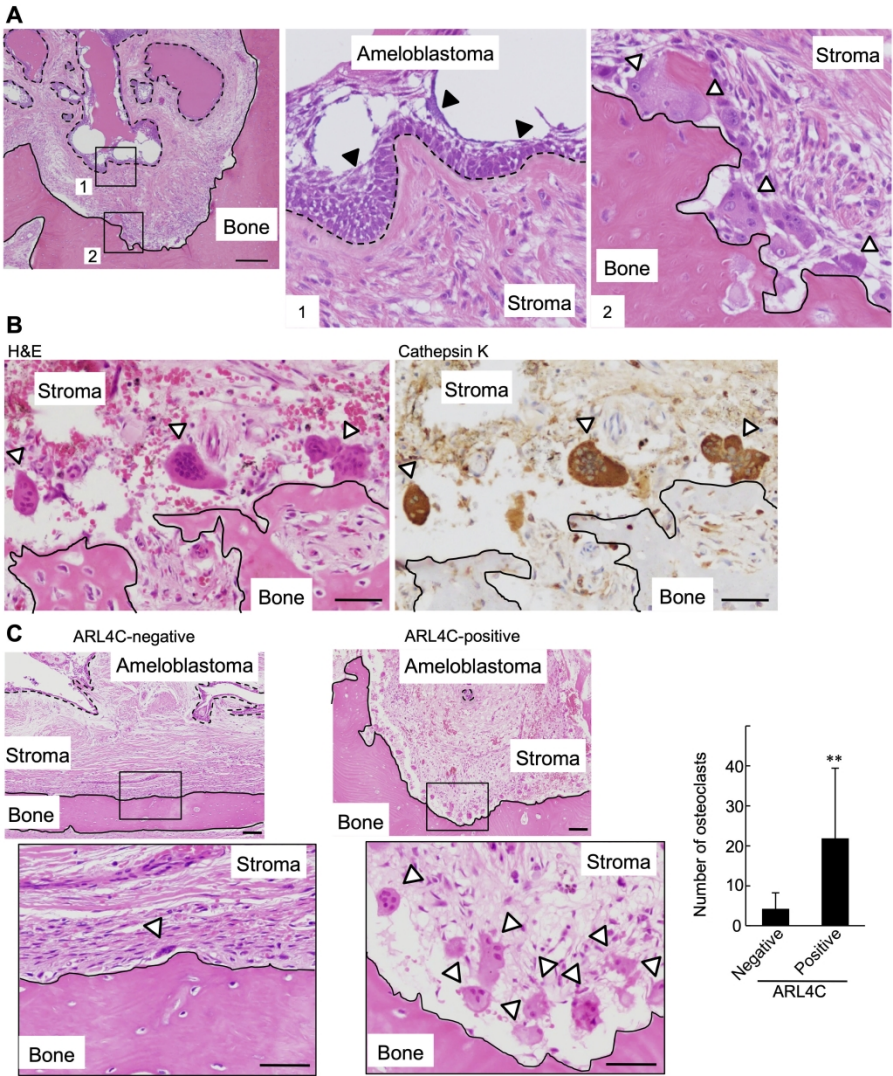 A
1
2
Bone
Ameloblastoma
Stroma
1
Stroma
Bone
2
B
H&E
Stroma
Bone
Cathepsin K
Stroma
Bone
C
ARL4C-negative
Ameloblastoma
Stroma
Bone
Stroma
Bone
ARL4C-positive
Ameloblastoma
Stroma
Bone
Stroma
Bone
Number of osteoclasts
40
30
20
10
0
**
Negative
Positive
ARL4C